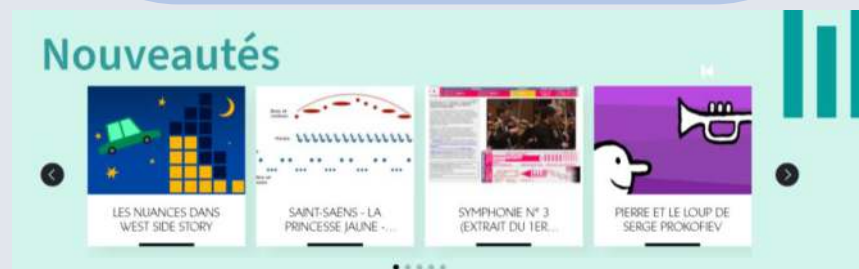 Nouveautés
LES NUANCES DANS
WEST SIDE STORY
SAINT-SAENS - LA
PRINCESSE JAUNE -...
SYMPHONIE N° 3
(EXTRAIT DU 1ER...
PIERRE ET LE LOUP DE
SERGE PROKOFIEV